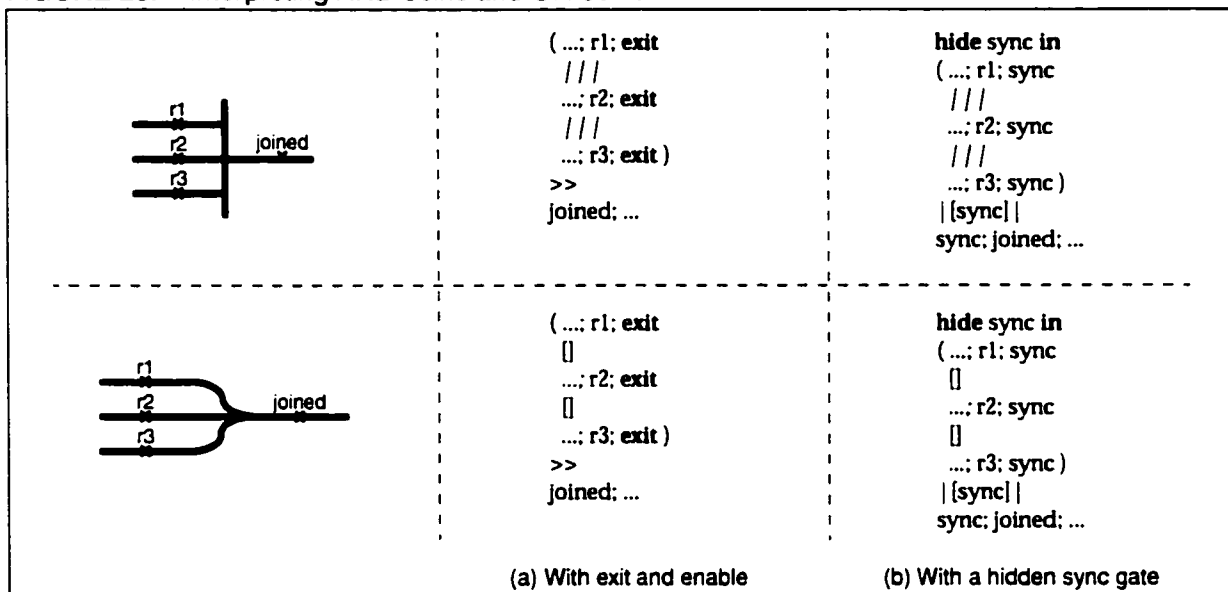 r1
r2
r3
joined
( ...; r1; exit
/ / /
...; r2; exit
/ / /
...; r3; exit )
>>
joined; ...
hide sync in
( ...; r1; sync
/ / /
...; r2; sync
/ / /
...; r3; sync )
| [sync] |
sync; joined; ...
r1
r2
r3
joined
( ...; r1; exit
[]
...; r2; exit
[]
...; r3; exit )
>>
joined; ...
hide sync in
( ...; r1; sync
[]
...; r2; sync
[]
...; r3; sync )
| [sync] |
sync; joined; ...
(a) With exit and enable
(b) With a hidden sync gate